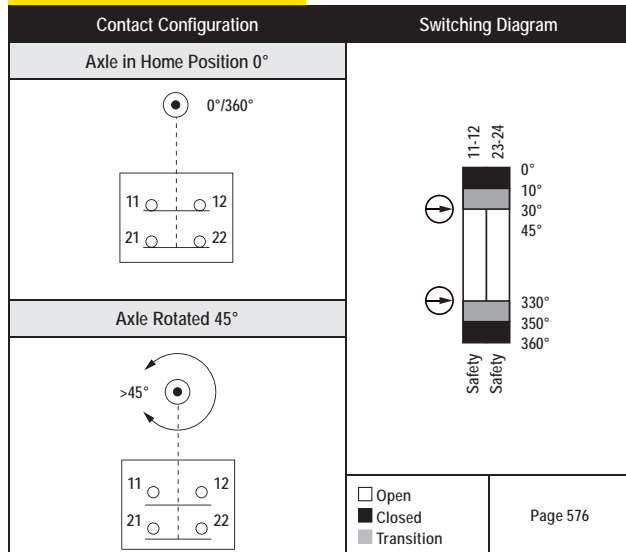 Contact Configuration
Switching Diagram
Axle in Home Position 0°
0°/360°
11 12
21 22
Axle Rotated 45°
>45°
11 12
21 22
11-12
23-24
0°
10°
30°
45°
330°
350°
360°
Safety
Safety
Open
Closed
Transition
Page 576